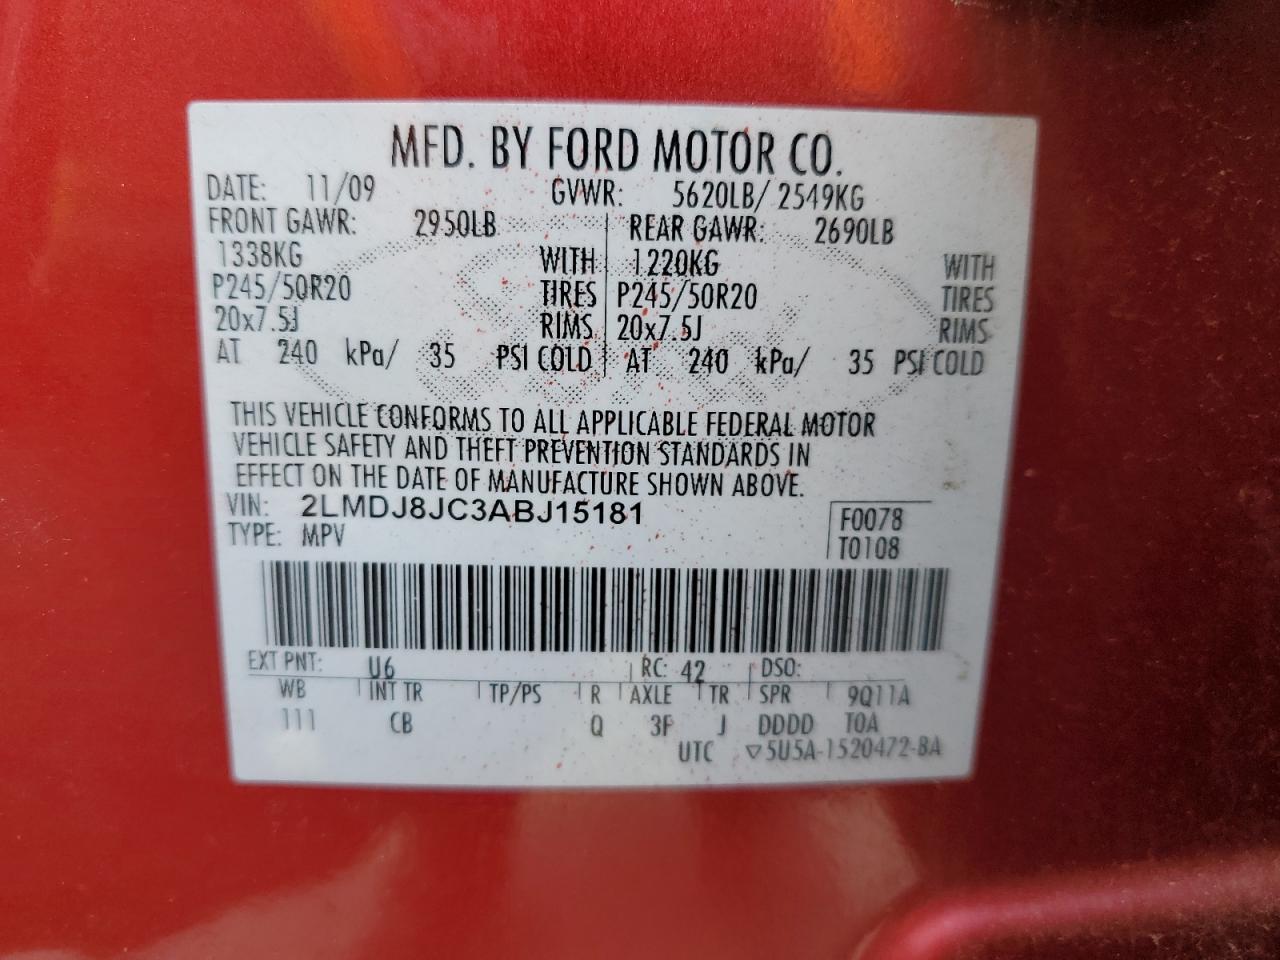 MFD. BY FORD MOTOR CO.
DATE: 11/09 GVWR: 5620LB/ 2549KG
FRONT GAWR: 2950LB REAR GAWR: 2690LB
1338KG WITH 1220KG WITH
P245/50R20 TIRES P245/50R20 TIRES
20x7.5J RIMS 20x7.5J RIMS
AT 240 kPa/ 35 PSI COLD AT 240 kPa/ 35 PSI COLD
THIS VEHICLE CONFORMS TO ALL APPLICABLE FEDERAL MOTOR
VEHICLE SAFETY AND THEFT PREVENTION STANDARDS IN
EFFECT ON THE DATE OF MANUFACTURE SHOWN ABOVE.
VIN: 2LMDJ8JC3ABJ15181 F0078
TYPE: MPV T0108
EXT PNT: U6 RC: 42 DSO:
WB INT TR TP/PS R AXLE TR SPR 9Q11A
111 CB Q 3F J DDDD T0A
UTC ▽5U5A-1520472-BA